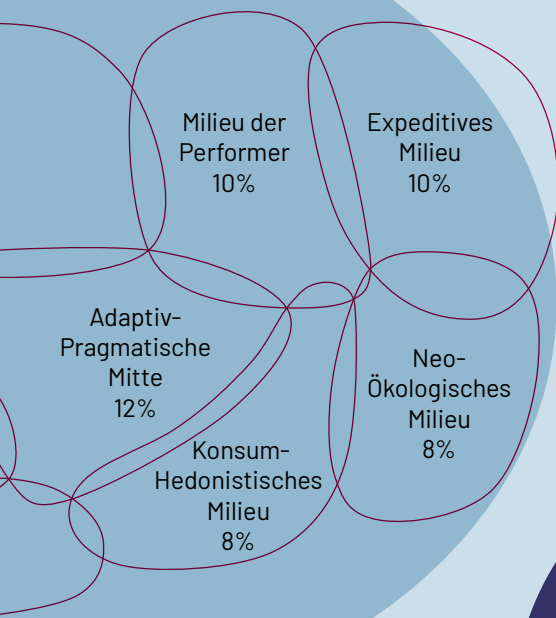 Milieu der
Performer
10%
Expeditives
Milieu
10%
Adaptiv-
Pragmatische
Mitte
12%
Neo-
Ökologisches
Milieu
8%
Konsum-
Hedonistisches
Milieu
8%